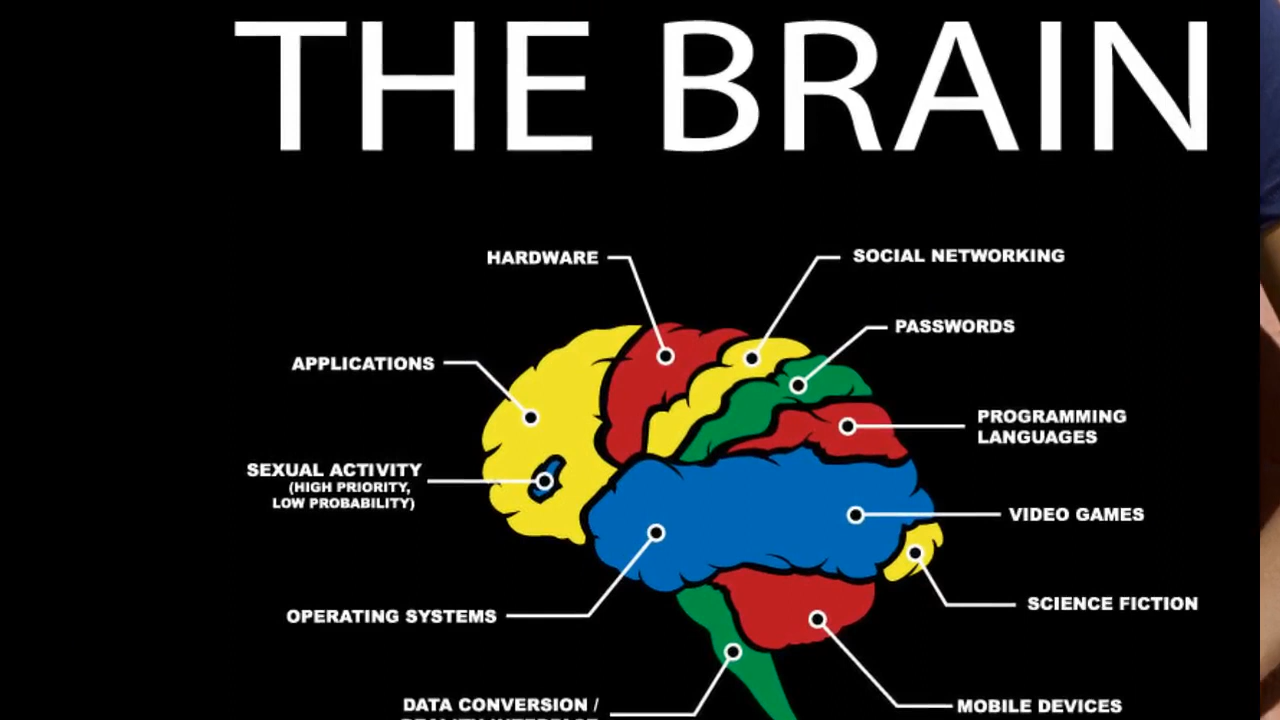 THE BRAIN
HARDWARE
SOCIAL NETWORKING
PASSWORDS
APPLICATIONS
PROGRAMMING
LANGUAGES
SEXUAL ACTIVITY
(HIGH PRIORITY,
LOW PROBABILITY)
VIDEO GAMES
OPERATING SYSTEMS
SCIENCE FICTION
DATA CONVERSION /
MOBILE DEVICES